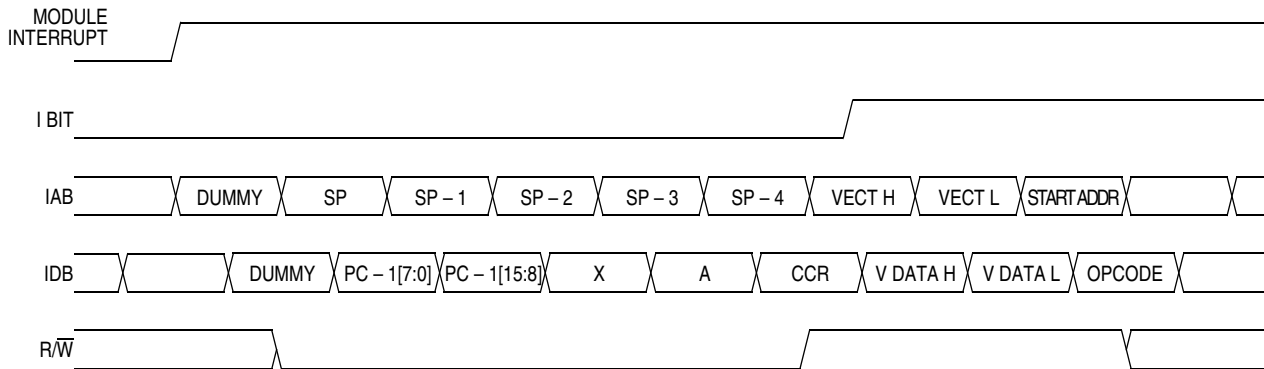 MODULE
INTERRUPT
I BIT
IAB DUMMY SP SP – 1 SP – 2 SP – 3 SP – 4 VECT H VECT L START ADDR
IDB DUMMY PC – 1[7:0] PC – 1[15:8] X A CCR V DATA H V DATA L OPCODE
R/W̅